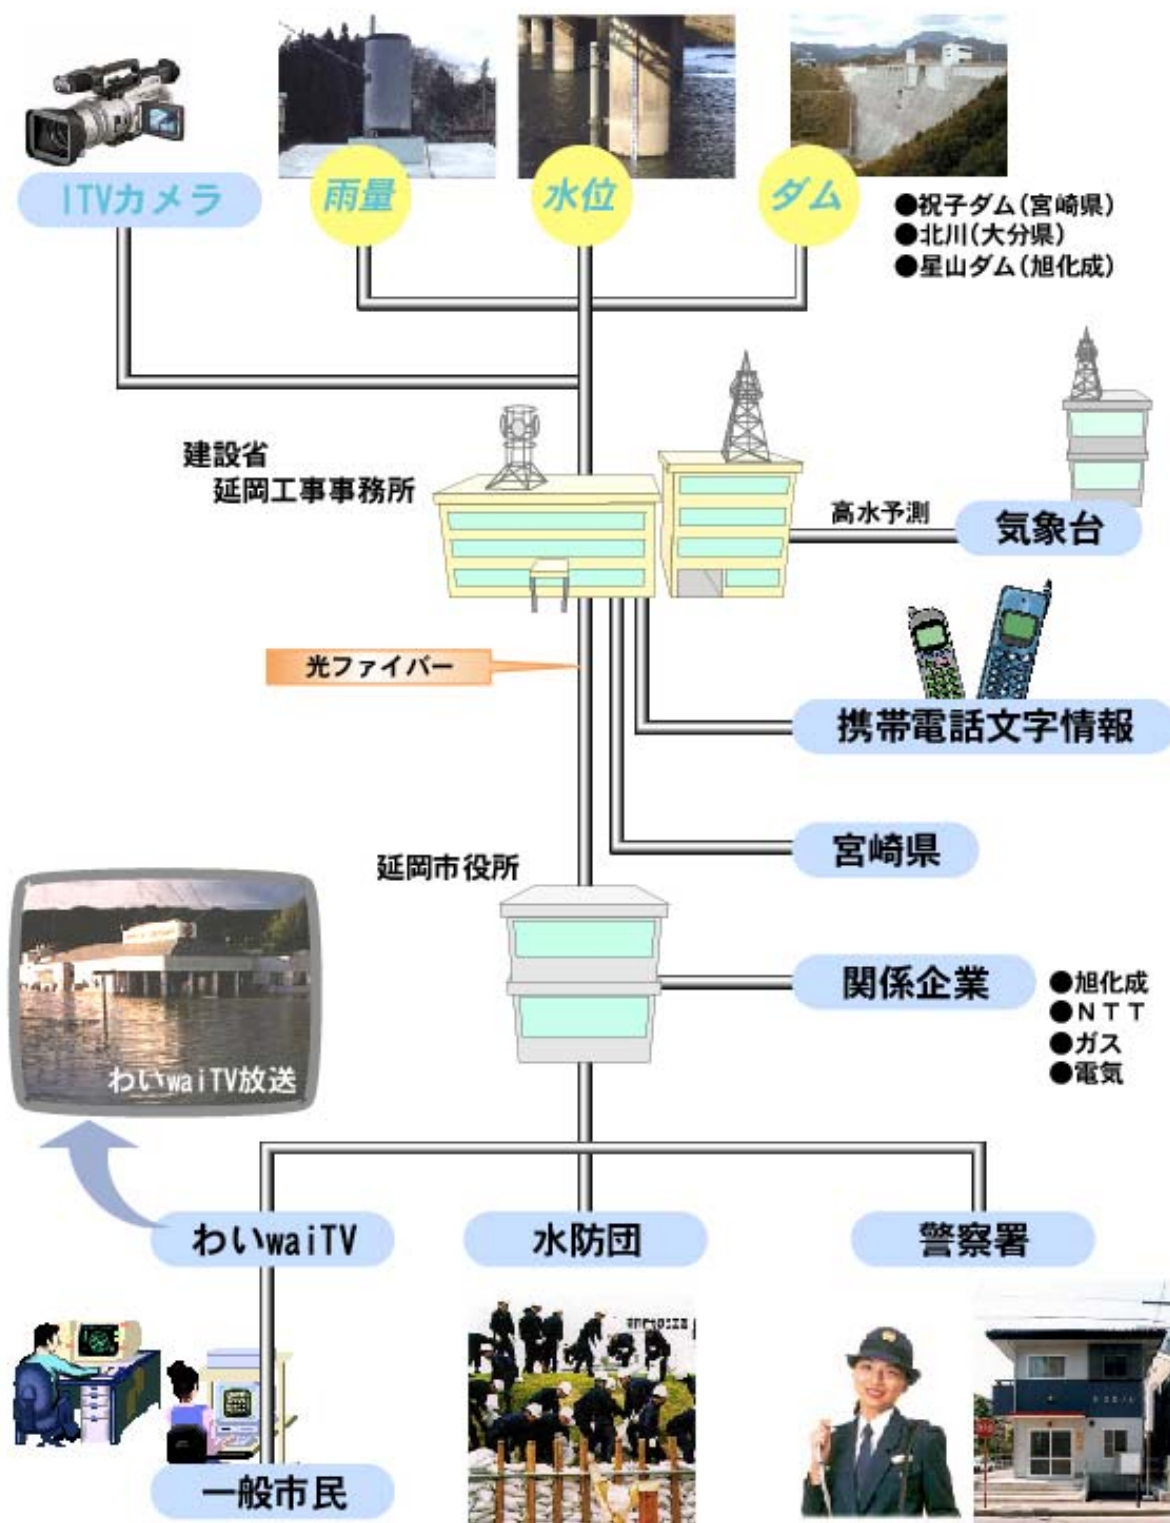 ITVカメラ
雨量
水位
ダム
●祝子ダム(宮崎県)
●北川(大分県)
●星山ダム(旭化成)
建設省
延岡工事事務所
高水予測
気象台
光ファイバー
携帯電話文字情報
宮崎県
延岡市役所
関係企業
●旭化成
●NTT
●ガス
●電気
わいwaiTV放送
わいwaiTV
水防団
警察署
一般市民